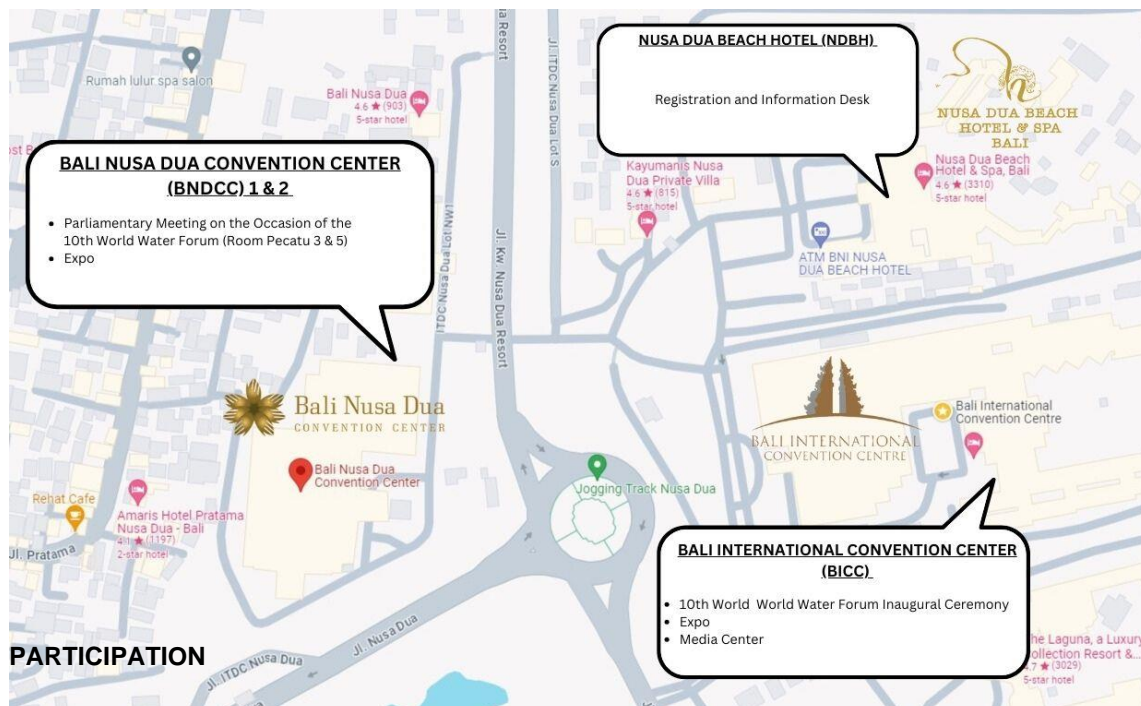 Rumah lulur spa salon
Bali Nusa Dua
4.6 ★ (903)
5-star hotel
Jl. Kw. Nusa Dua Resort
Jl. ITDC Nusa Dua Lot S
NUSA DUA BEACH HOTEL (NDBH)
Registration and Information Desk
NUSA DUA BEACH
HOTEL & SPA
BALI
Nusa Dua Beach
Hotel & Spa, Bali
4.6 ★ (3310)
5-star hotel
Kayumanis Nusa
Dua Private Villa
4.6 ★ (815)
5-star hotel
ATM BNI NUSA
DUA BEACH HOTEL
BALI NUSA DUA CONVENTION CENTER
(BNDCC) 1 & 2
• Parliamentary Meeting on the Occasion of the
10th World Water Forum (Room Pecatu 3 & 5)
• Expo
Jl. Kw. Nusa Dua Resort
Bali Nusa Dua
CONVENTION CENTER
Bali Nusa Dua
Convention Center
BALI INTERNATIONAL
CONVENTION CENTRE
Bali International
Convention Centre
Jogging Track Nusa Dua
Rehat Cafe
Amaris Hotel Pratama
Nusa Dua - Bali
4.1 ★ (1197)
2-star hotel
Jl. Pratama
BALI INTERNATIONAL CONVENTION CENTER
(BICC)
• 10th World World Water Forum Inaugural Ceremony
• Expo
• Media Center
he Laguna, a Luxury
ollection Resort &...
4.7 ★ (3029)
5-star hotel
Jl. Nusa Dua
Jl. ITDC Nusa Dua
PARTICIPATION